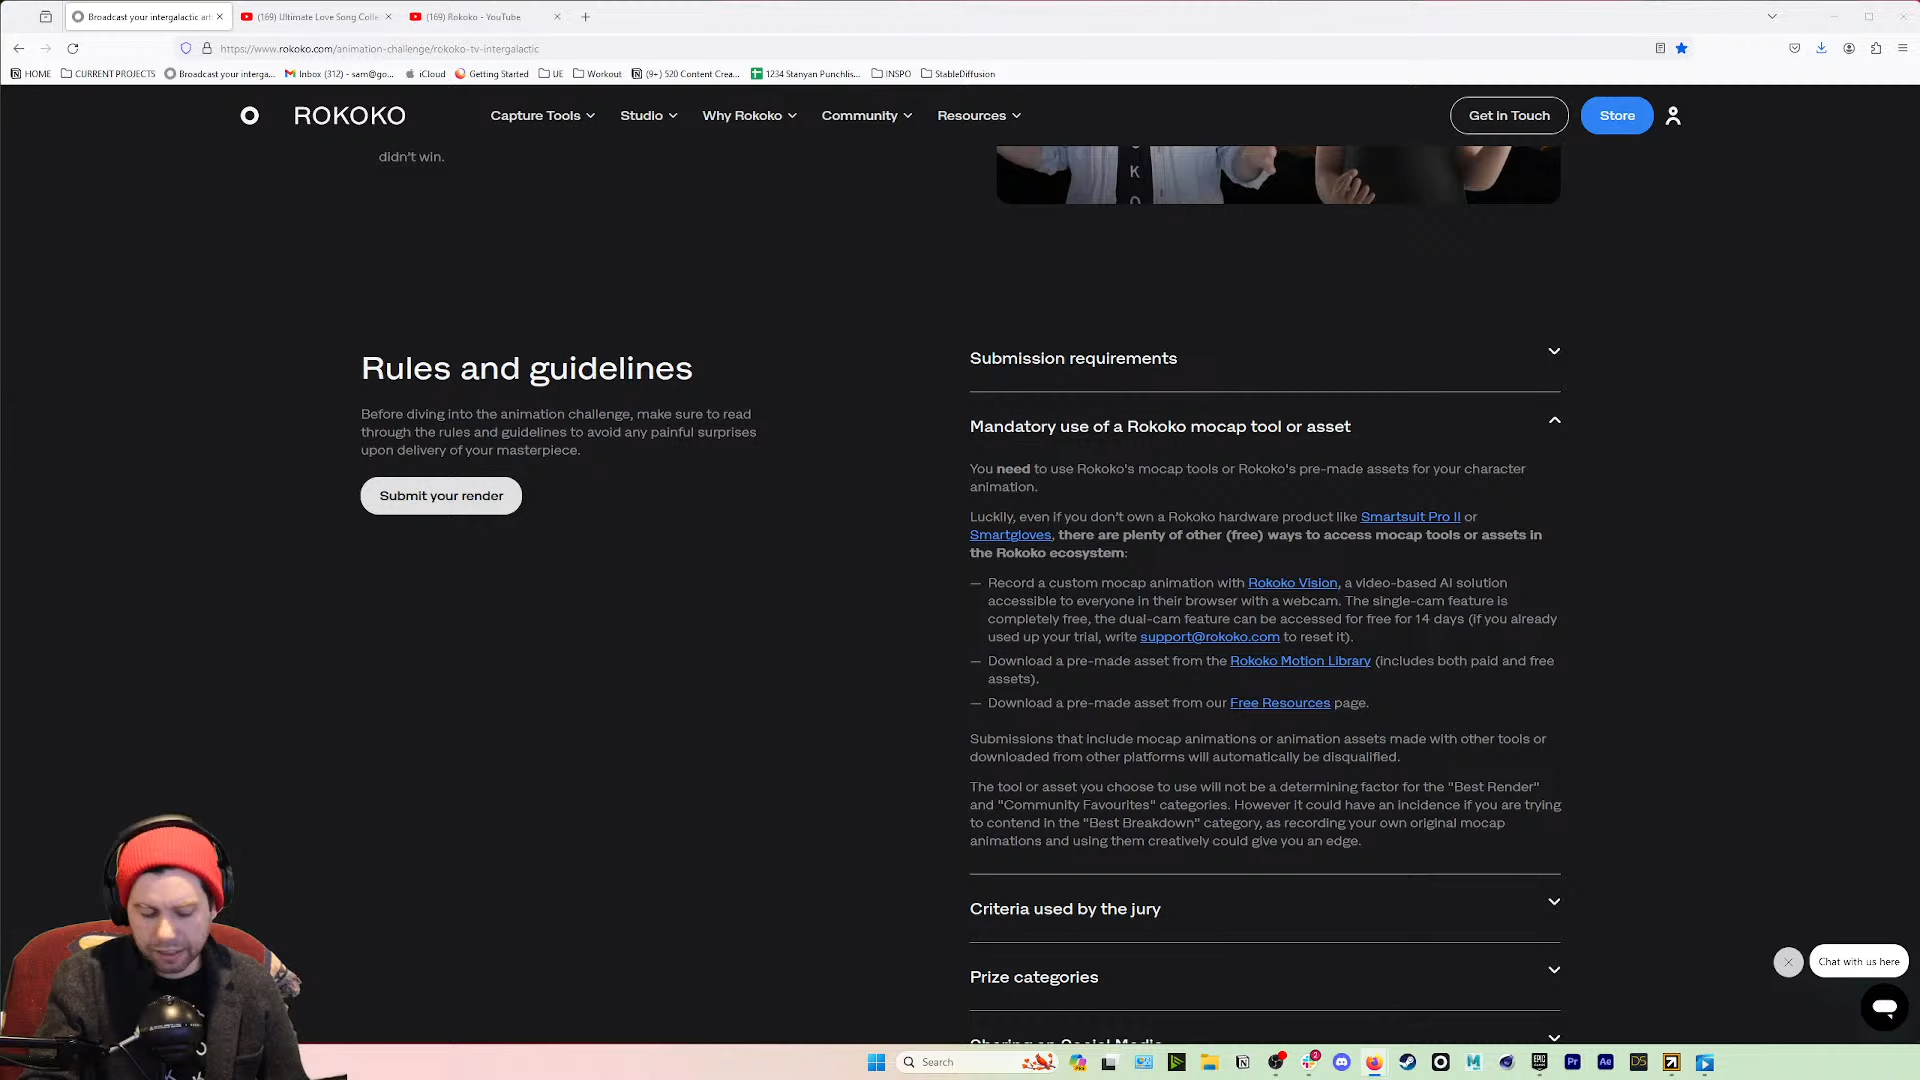 Broadcast your intergalactic art
(169) Ultimate Love Song Colle
(169) Rokoko - YouTube
https://www.rokoko.com/animation-challenge/rokoko-tv-intergalactic
HOME
CURRENT PROJECTS
Broadcast your interga...
Inbox (312) - sam@go...
iCloud
Getting Started
UE
Workout
(9+) 520 Content Crea...
1234 Stanyan Punchlis...
INSPO
StableDiffusion
ROKOKO
Capture Tools
Studio
Why Rokoko
Community
Resources
Get in Touch
Store
didn't win.
K
O
Rules and guidelines
Before diving into the animation challenge, make sure to read
through the rules and guidelines to avoid any painful surprises
upon delivery of your masterpiece.
Submit your render
Submission requirements
Mandatory use of a Rokoko mocap tool or asset
You need to use Rokoko's mocap tools or Rokoko's pre-made assets for your character
animation.
Luckily, even if you don't own a Rokoko hardware product like Smartsuit Pro II or
Smartgloves, there are plenty of other (free) ways to access mocap tools or assets in
the Rokoko ecosystem:
— Record a custom mocap animation with Rokoko Vision, a video-based AI solution
accessible to everyone in their browser with a webcam. The single-cam feature is
completely free, the dual-cam feature can be accessed for free for 14 days (if you already
used up your trial, write support@rokoko.com to reset it).
— Download a pre-made asset from the Rokoko Motion Library (includes both paid and free
assets).
— Download a pre-made asset from our Free Resources page.
Submissions that include mocap animations or animation assets made with other tools or
downloaded from other platforms will automatically be disqualified.
The tool or asset you choose to use will not be a determining factor for the "Best Render"
and "Community Favourites" categories. However it could have an incidence if you are trying
to contend in the "Best Breakdown" category, as recording your own original mocap
animations and using them creatively could give you an edge.
Criteria used by the jury
Prize categories
Sharing on Social Media
Chat with us here
Search